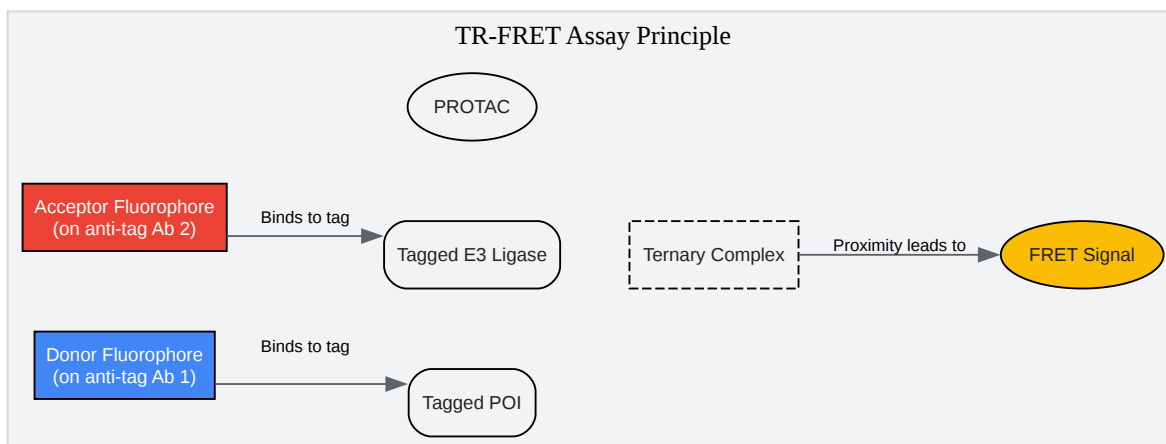 TR-FRET Assay Principle
PROTAC
Acceptor Fluorophore
(on anti-tag Ab 2)
Binds to tag
Tagged E3 Ligase
Ternary Complex
Proximity leads to
FRET Signal
Donor Fluorophore
(on anti-tag Ab 1)
Binds to tag
Tagged POI